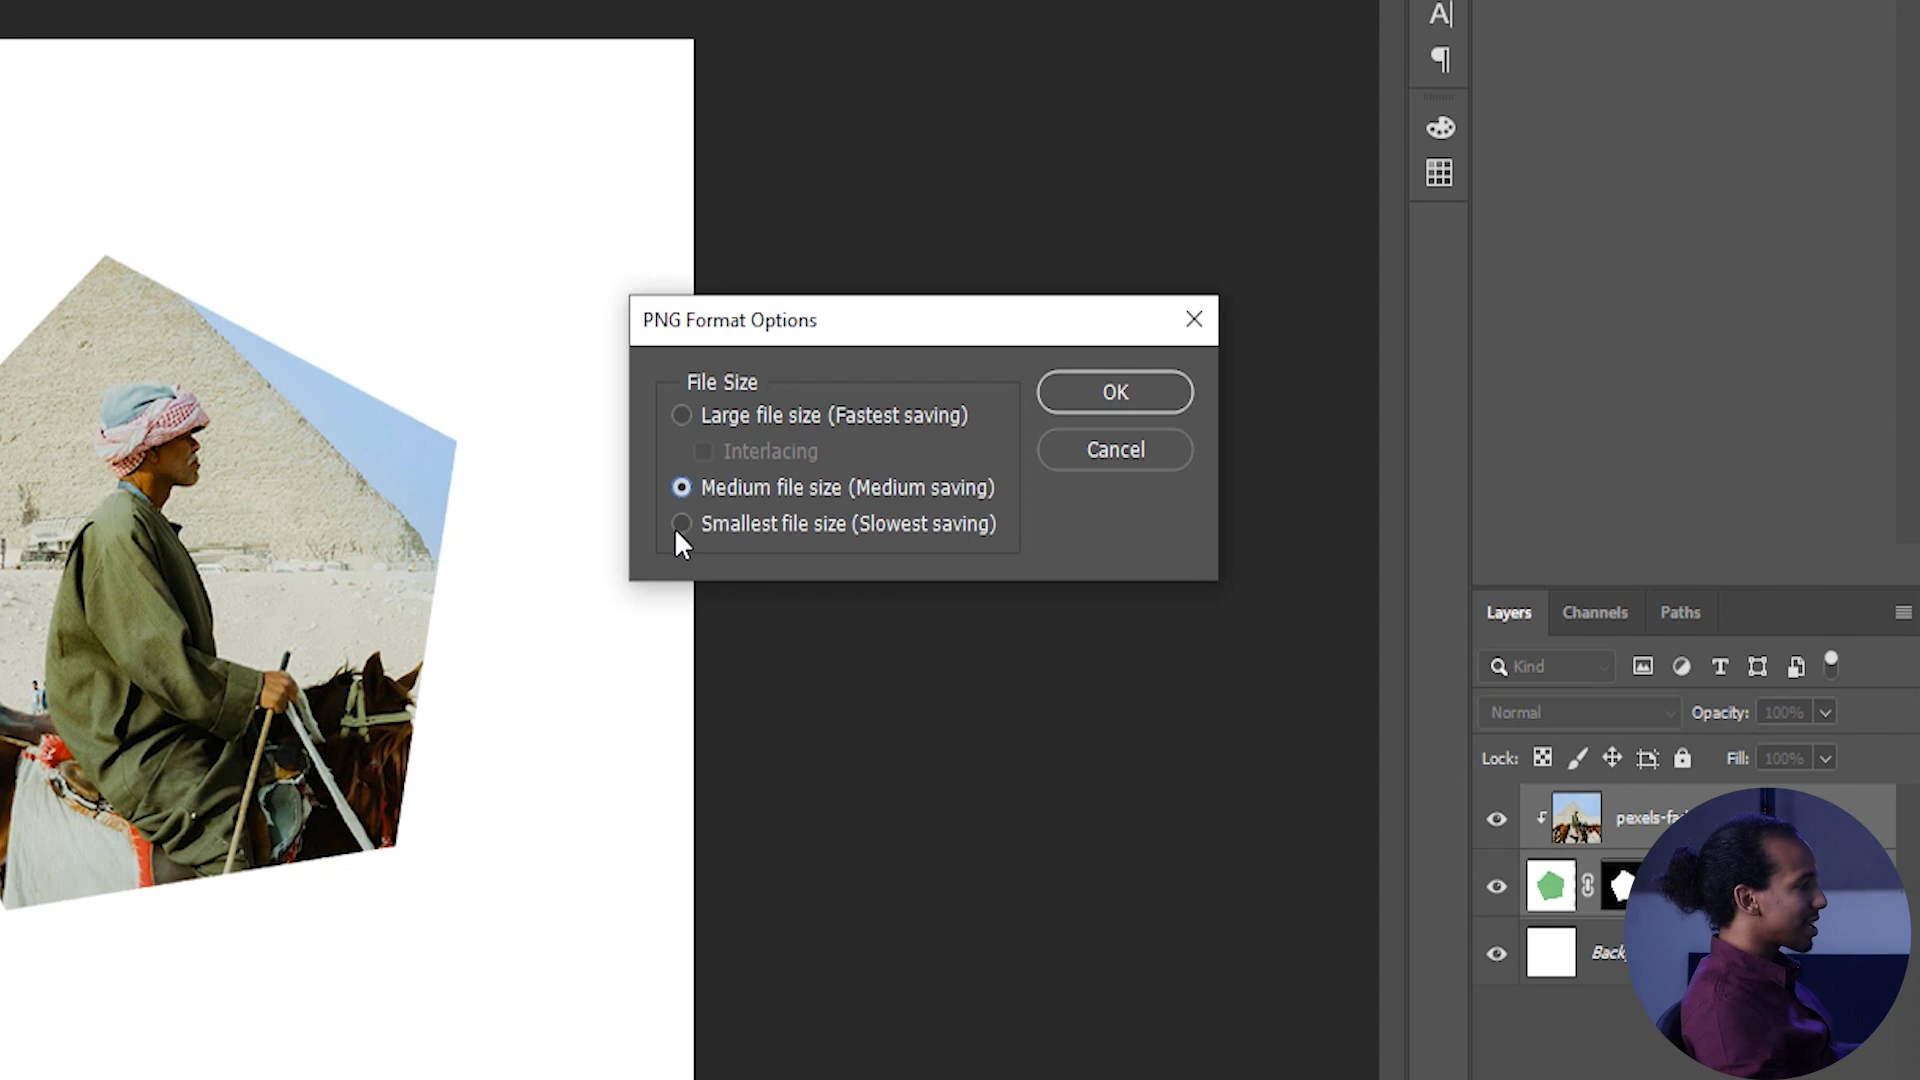 A|
PNG Format Options
File Size
OK
Large file size (Fastest saving)
Interlacing
Cancel
Medium file size (Medium saving)
Smallest file size (Slowest saving)
Layers Channels Paths
Kind
T
Normal Opacity: 100%
Lock: Fill: 100%